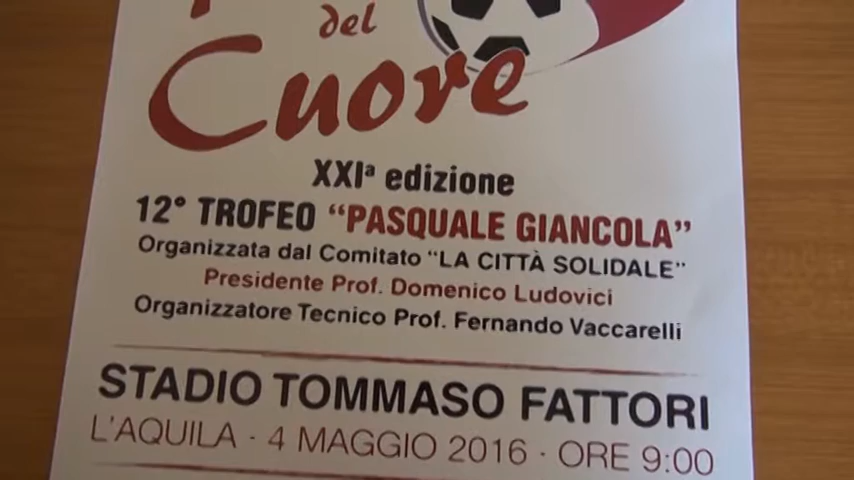 del
Cuore
XXIª edizione
12° TROFEO "PASQUALE GIANCOLA"
Organizzata dal Comitato "LA CITTÀ SOLIDALE"
Presidente Prof. Domenico Ludovici
Organizzatore Tecnico Prof. Fernando Vaccarelli
STADIO TOMMASO FATTORI
L'AQUILA · 4 MAGGIO 2016 · ORE 9:00